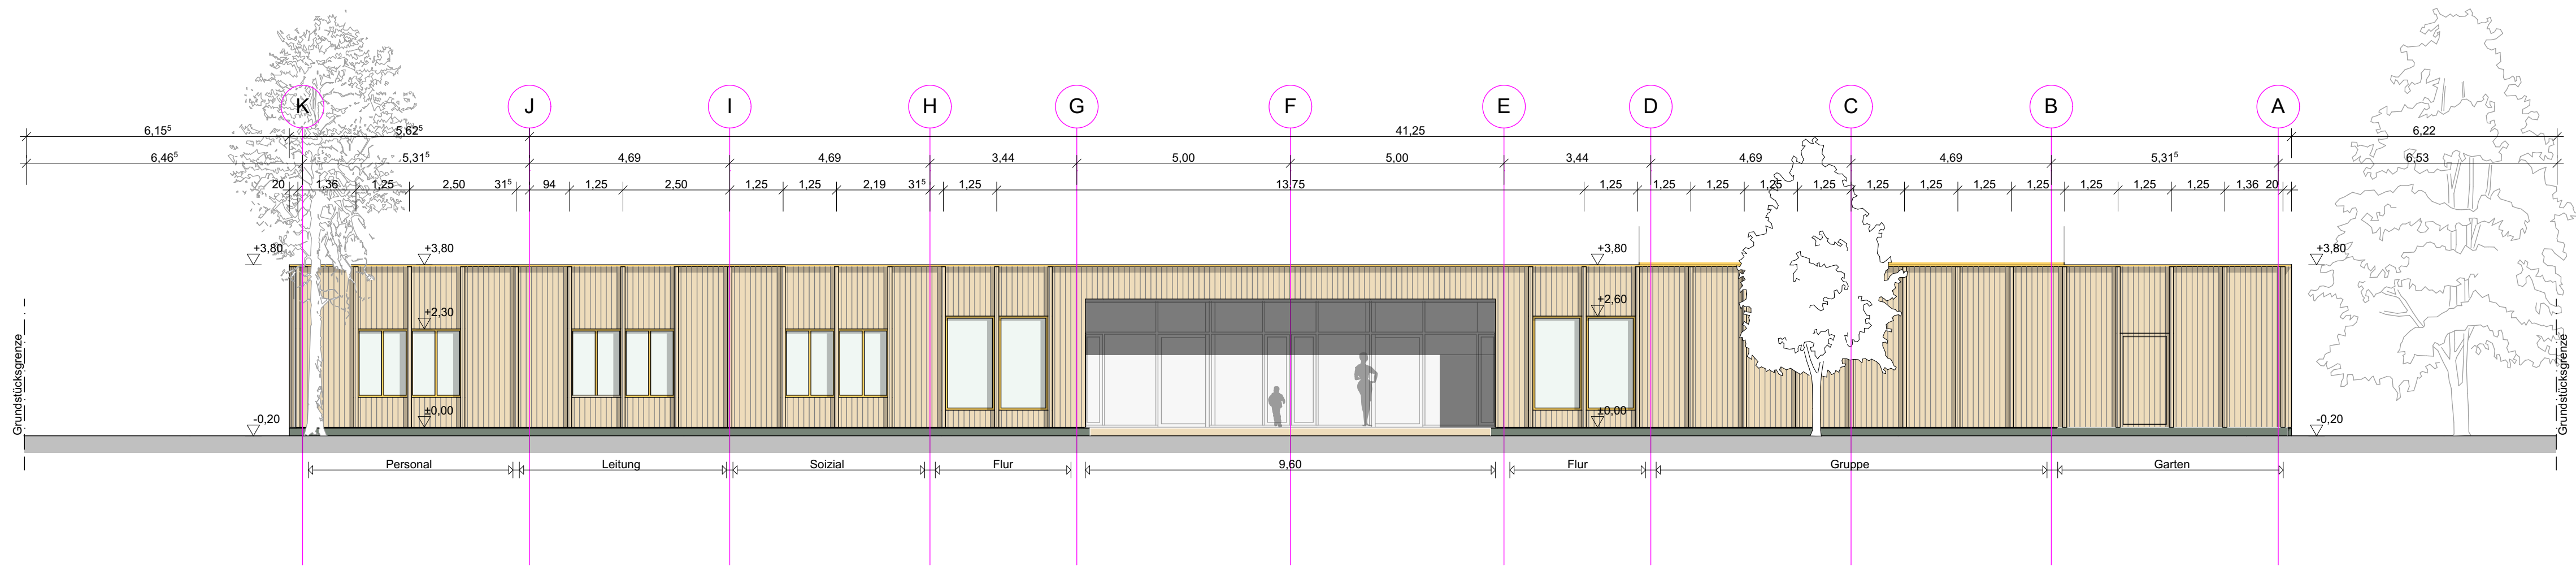 K J I H G F E D C B A
6,15⁵ 5,62⁵ 41,25 6,22
6,46⁵ 5,31⁵ 4,69 4,69 3,44 5,00 5,00 3,44 4,69 4,69 5,31⁵ 6,53
20 1,36 1,25 2,50 31⁵ 94 1,25 2,50 1,25 1,25 2,19 31⁵ 1,25 13,75 1,25 1,25 1,25 1,25 1,25 1,25 1,25 1,25 1,25 1,25 1,25 1,25 1,36 20
+3,80 +3,80 +3,80 +3,80
+2,60
+2,30
±0,00 ±0,00
-0,20 -0,20
Grundstücksgrenze
Grundstücksgrenze
Personal Leitung Soizial Flur 9,60 Flur Gruppe Garten